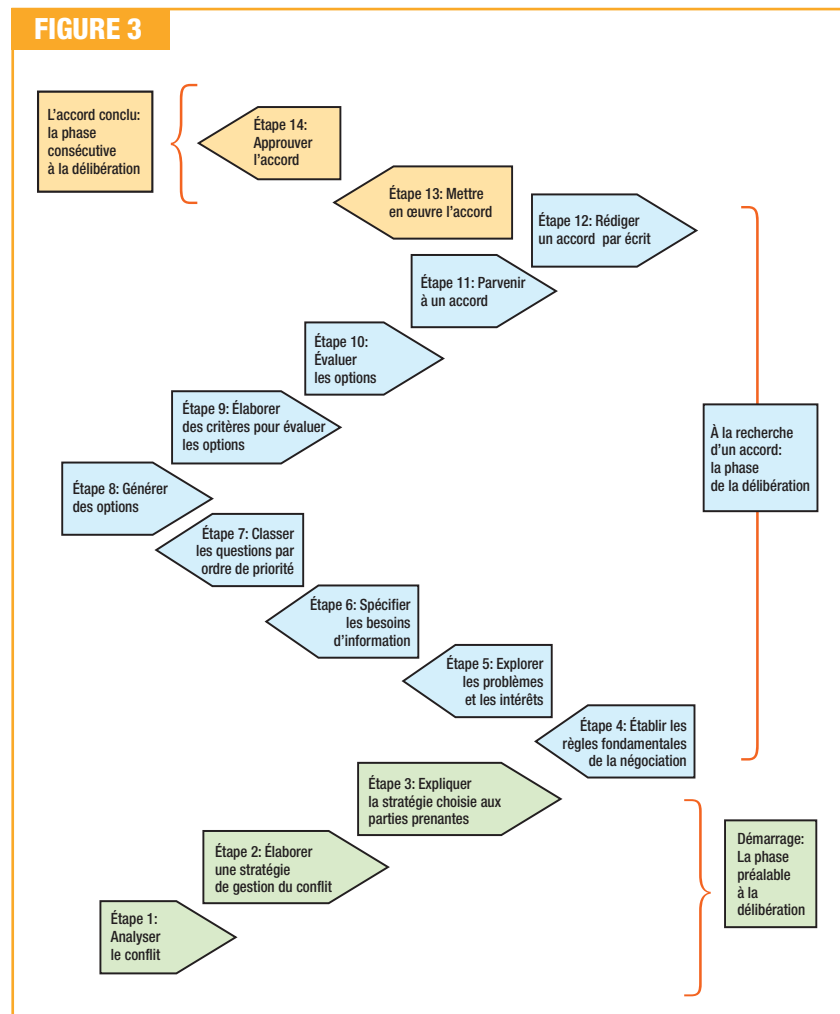 FIGURE 3
L'accord conclu:
la phase
consécutive
à la délibération
Étape 14:
Approuver
l'accord
Étape 13: Mettre
en œuvre l'accord
Étape 12: Rédiger
un accord par écrit
Étape 11: Parvenir
à un accord
Étape 10:
Évaluer
les options
Étape 9: Élaborer
des critères pour évaluer
les options
À la recherche
d'un accord:
la phase
de la délibération
Étape 8: Générer
des options
Étape 7: Classer
les questions par
ordre de priorité
Étape 6: Spécifier
les besoins
d'information
Étape 5: Explorer
les problèmes
et les intérêts
Étape 4: Établir les
règles fondamentales
de la négociation
Étape 3: Expliquer
la stratégie choisie aux
parties prenantes
Étape 2: Élaborer
une stratégie
de gestion du conflit
Démarrage:
La phase
préalable
à la
délibération
Étape 1:
Analyser
le conflit